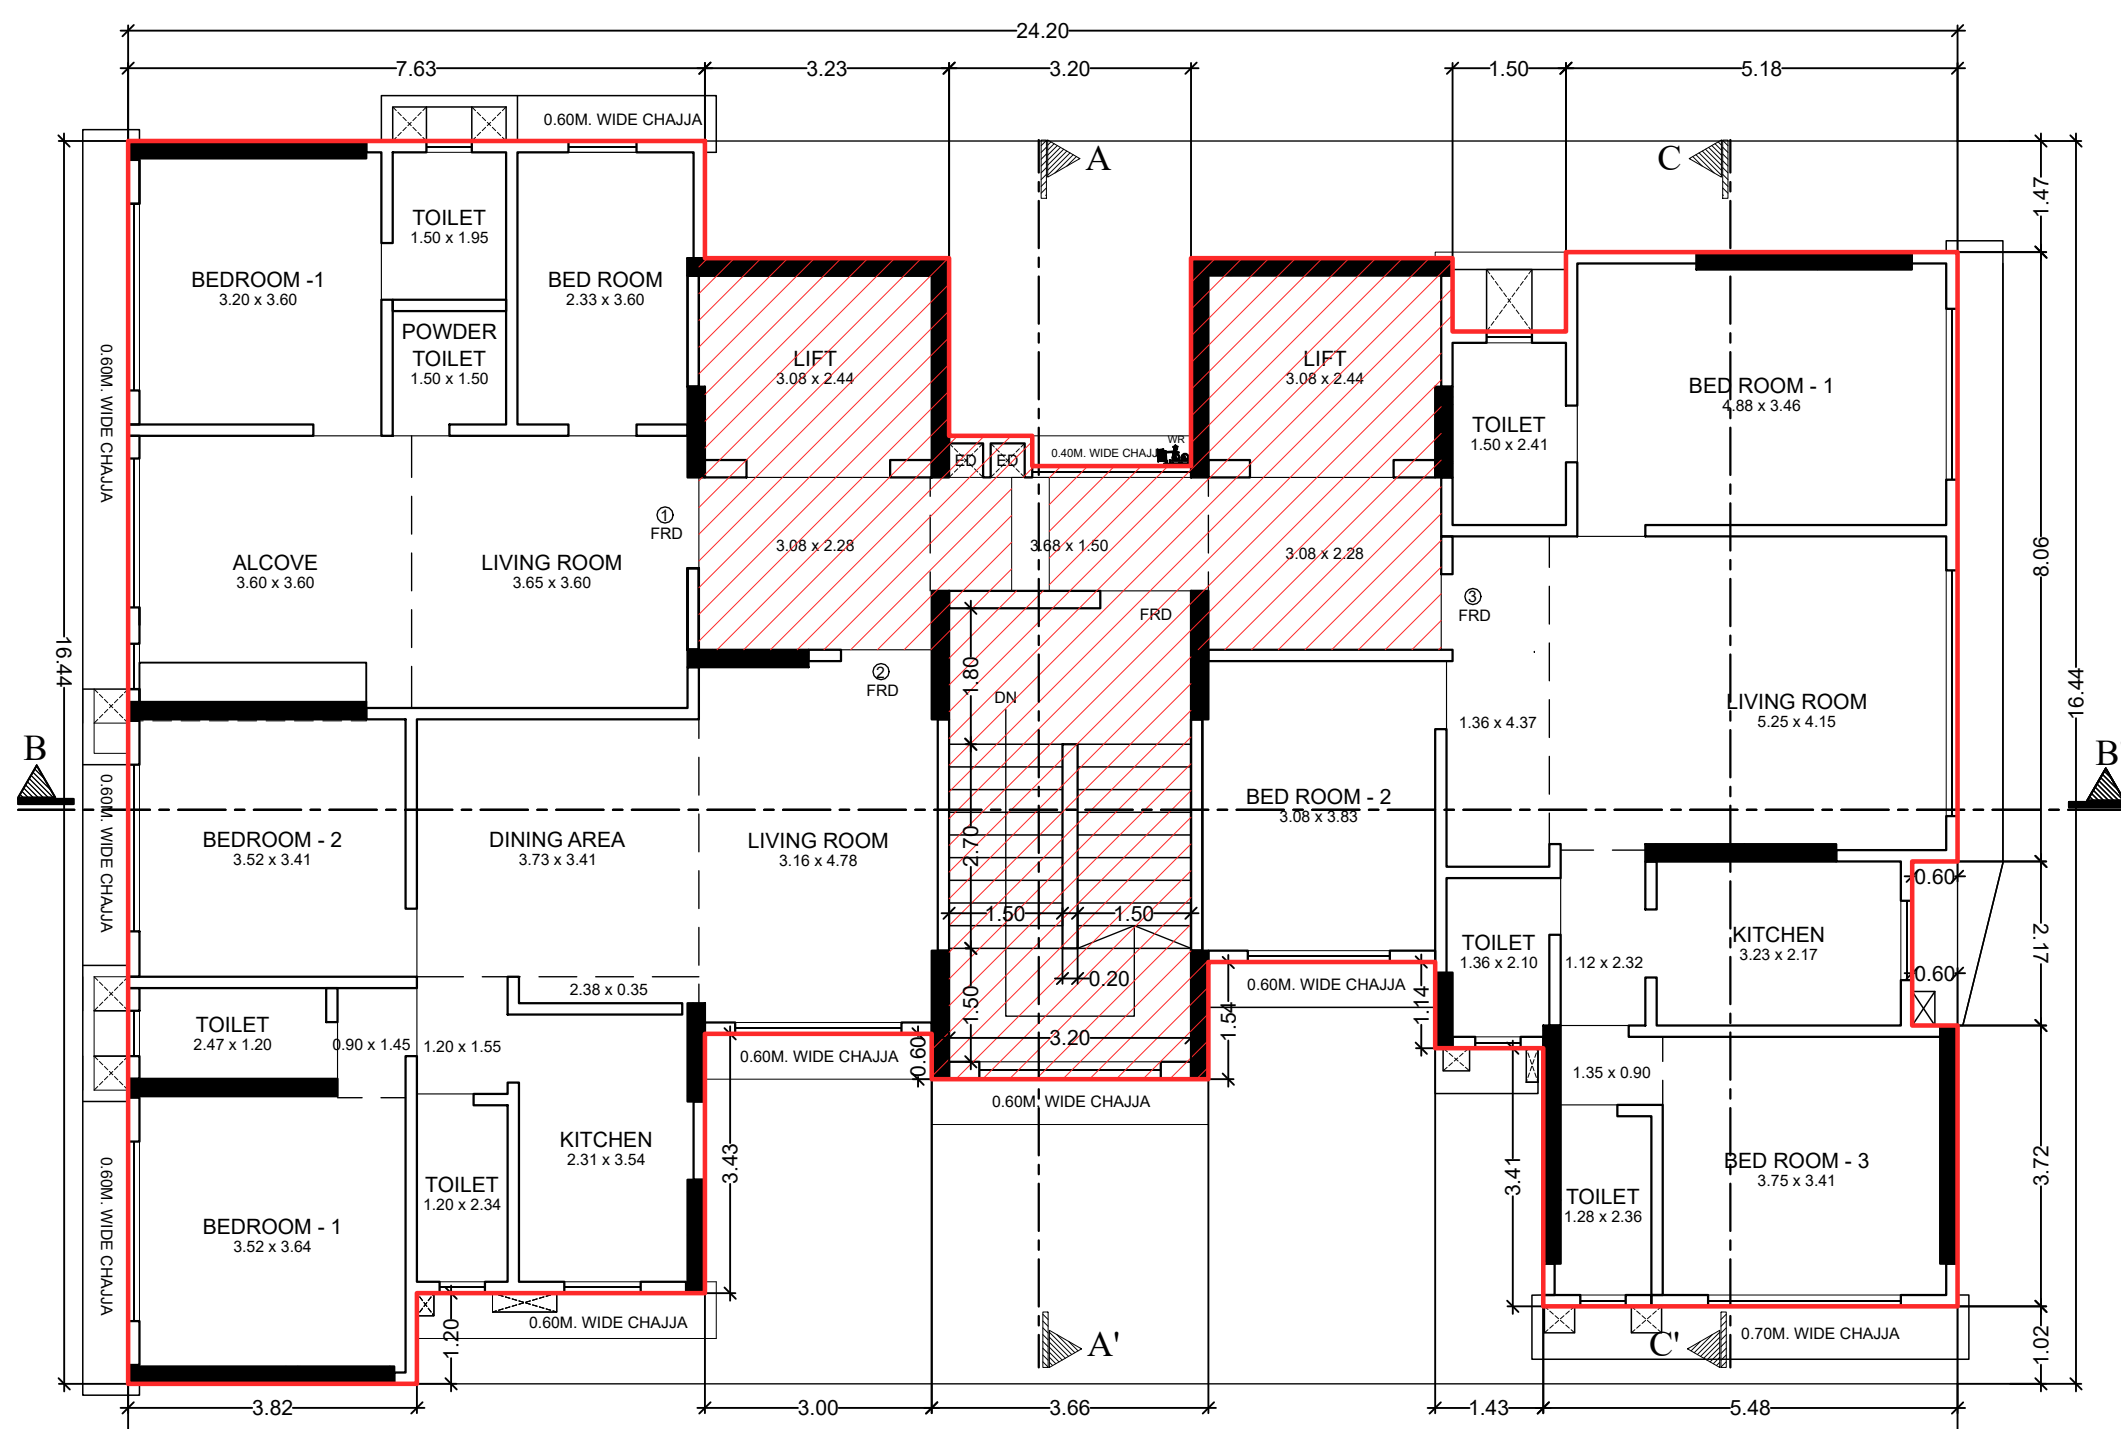 24.20
7.63
3.23
3.20
1.50
5.18
0.60M. WIDE CHAJJA
A
C
1.47
TOILET
1.50 x 1.95
BEDROOM -1
3.20 x 3.60
BED ROOM
2.33 x 3.60
POWDER
TOILET
1.50 x 1.50
LIFT
3.08 x 2.44
LIFT
3.08 x 2.44
BED ROOM - 1
4.88 x 3.46
0.60M. WIDE CHAJJA
TOILET
1.50 x 2.41
WR
ED
ED
0.40M. WIDE CHAJJA
1
FRD
3.08 x 2.28
3.68 x 1.50
3.08 x 2.28
8.06
ALCOVE
3.60 x 3.60
LIVING ROOM
3.65 x 3.60
3
FRD
FRD
16.44
2
FRD
1.80
DN
16.44
1.36 x 4.37
LIVING ROOM
5.25 x 4.15
B
B'
0.60M. WIDE CHAJJA
BEDROOM - 2
3.52 x 3.41
DINING AREA
3.73 x 3.41
LIVING ROOM
3.16 x 4.78
2.70
BED ROOM - 2
3.08 x 3.83
0.60
1.50
1.50
TOILET
1.36 x 2.10
1.12 x 2.32
KITCHEN
3.23 x 2.17
2.17
0.60
2.38 x 0.35
0.20
0.60M. WIDE CHAJJA
1.50
1.54
1.14
TOILET
2.47 x 1.20
0.90 x 1.45
1.20 x 1.55
0.60M. WIDE CHAJJA
0.60
3.20
1.35 x 0.90
0.60M. WIDE CHAJJA
KITCHEN
2.31 x 3.54
3.43
3.41
BED ROOM - 3
3.75 x 3.41
3.72
0.60M. WIDE CHAJJA
TOILET
1.20 x 2.34
TOILET
1.28 x 2.36
BEDROOM - 1
3.52 x 3.64
0.60M. WIDE CHAJJA
1.20
A'
C'
0.70M. WIDE CHAJJA
1.02
3.82
3.00
3.66
1.43
5.48